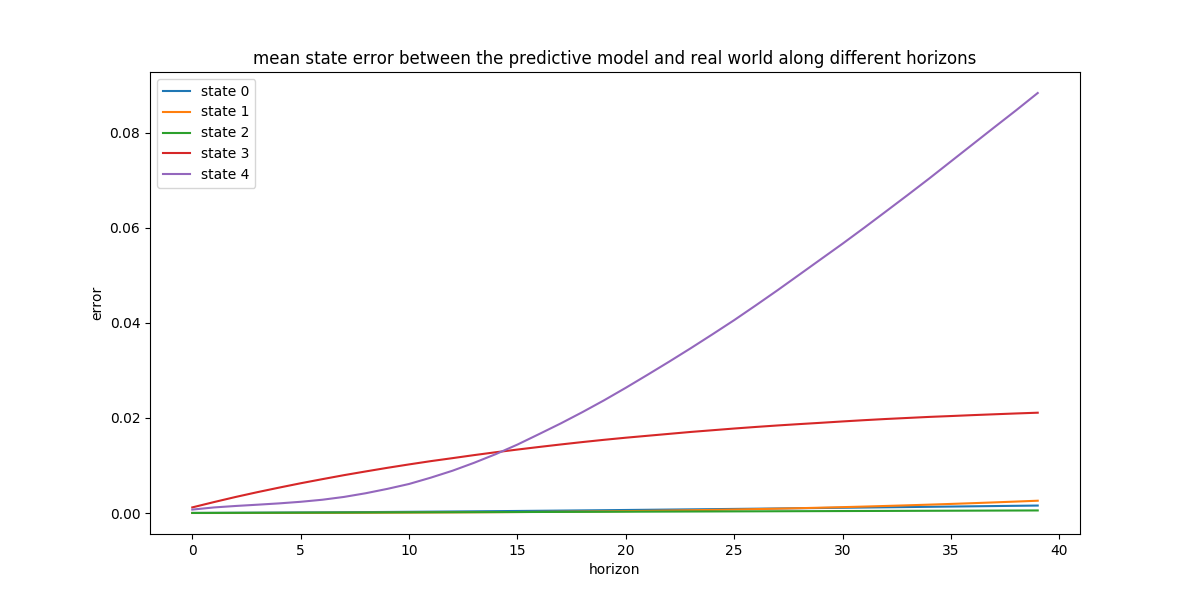 mean state error between the predictive model and real world along different horizons
state 0
state 1
state 2
state 3
state 4
0.08
0.06
0.04
0.02
0.00
error
0 5 10 15 20 25 30 35 40
horizon